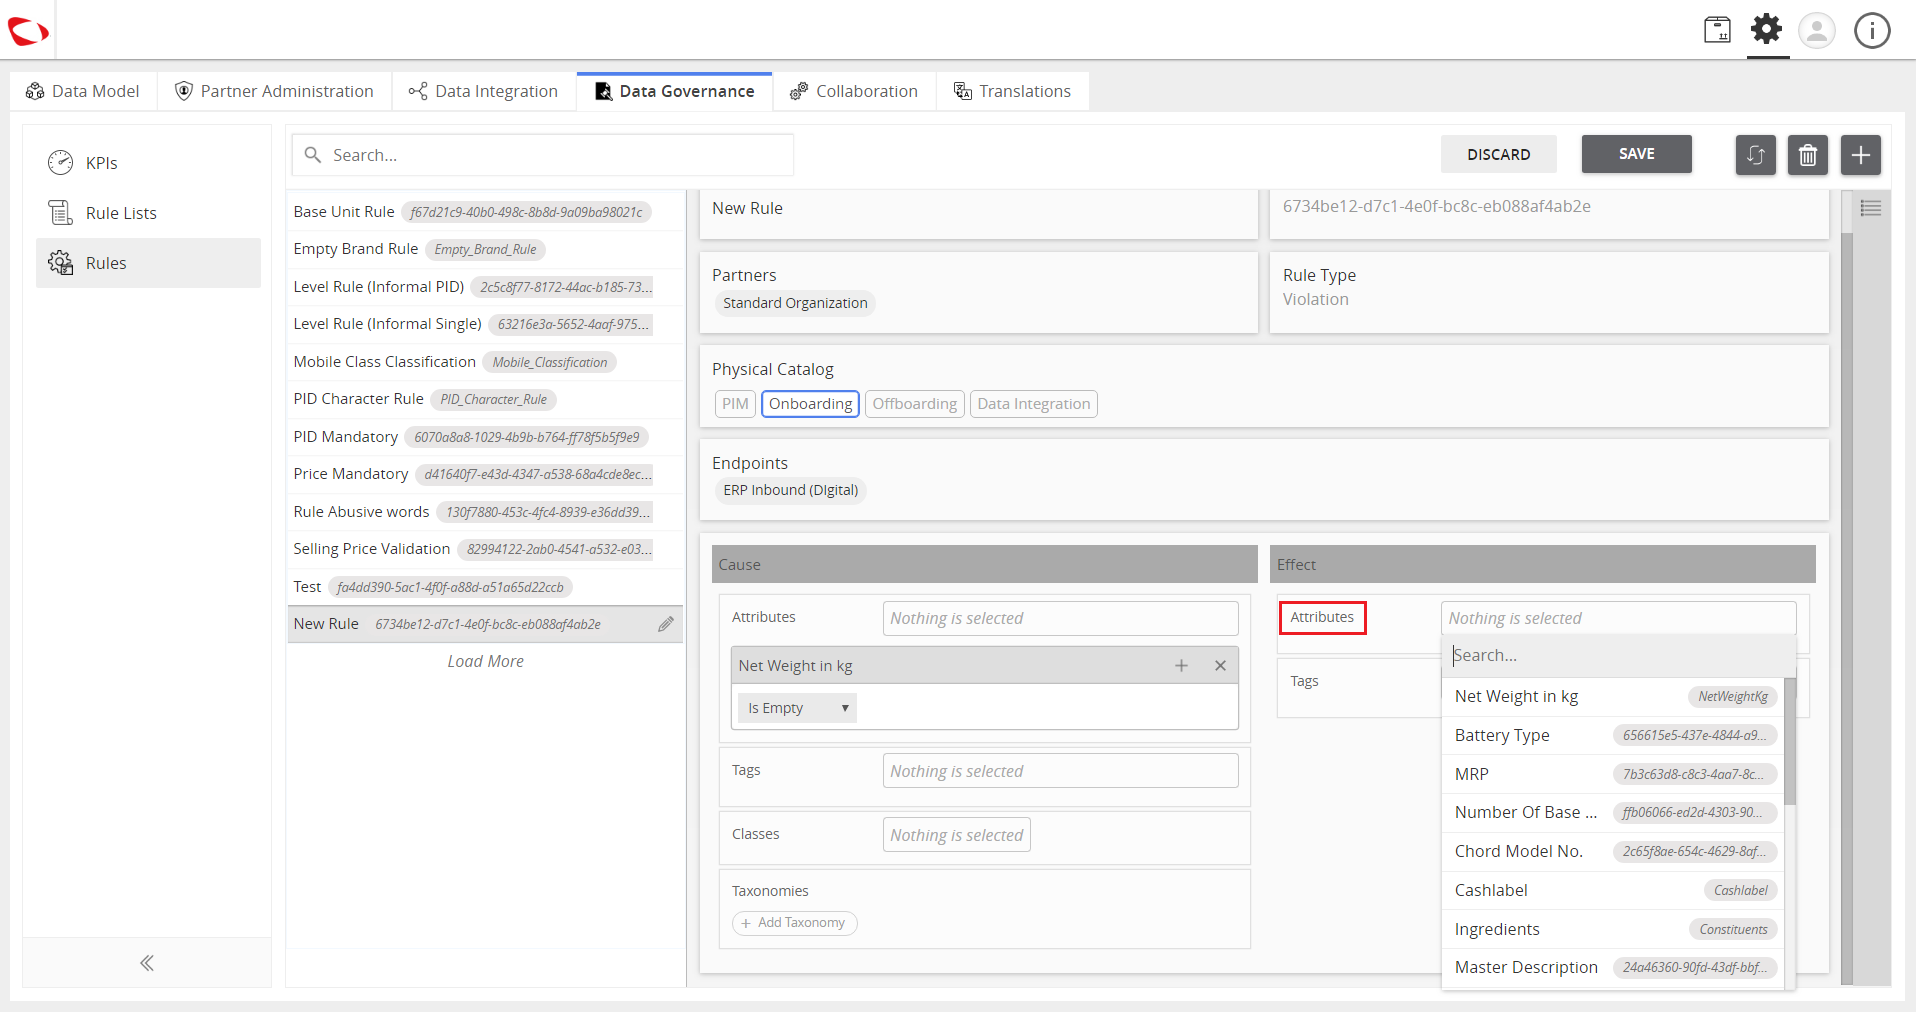 Data Model
Partner Administration
Data Integration
Data Governance
Collaboration
Translations
KPIs
Rule Lists
Rules
Search...
DISCARD
SAVE
Base Unit Rule f67d21c9-40b0-498c-8b8d-9a09ba98021c
Empty Brand Rule Empty_Brand_Rule
Level Rule (Informal PID) 2c5c8f77-8172-44ac-b185-73...
Level Rule (Informal Single) 63216e3a-5652-4aaf-975...
Mobile Class Classification Mobile_Classification
PID Character Rule PID_Character_Rule
PID Mandatory 6070a8a8-1029-4b9b-b764-ff78f5b5f9e9
Price Mandatory d41640f7-e43d-4347-a538-68a4cde8ec...
Rule Abusive words 130f7880-453c-4fc4-8939-e36dd39...
Selling Price Validation 82994122-2ab0-4541-a532-e03...
Test fa4dd390-5ac1-4f0f-a88d-a51a65d22ccb
New Rule 6734be12-d7c1-4e0f-bc8c-eb088af4ab2e
Load More
New Rule
6734be12-d7c1-4e0f-bc8c-eb088af4ab2e
Partners
Standard Organization
Rule Type
Violation
Physical Catalog
PIM Onboarding Offboarding Data Integration
Endpoints
ERP Inbound (DIgital)
Cause
Attributes Nothing is selected
Net Weight in kg
Is Empty
Tags Nothing is selected
Classes Nothing is selected
Taxonomies
+ Add Taxonomy
Effect
Attributes Nothing is selected
Tags
Search...
Net Weight in kg NetWeightKg
Battery Type 656615e5-437e-4844-a9...
MRP 7b3c63d8-c8c3-4aa7-8c...
Number Of Base ... ffb06066-ed2d-4303-90...
Chord Model No. 2c65f8ae-654c-4629-8af...
Cashlabel Cashlabel
Ingredients Constituents
Master Description 24a46360-90fd-43df-bbf...